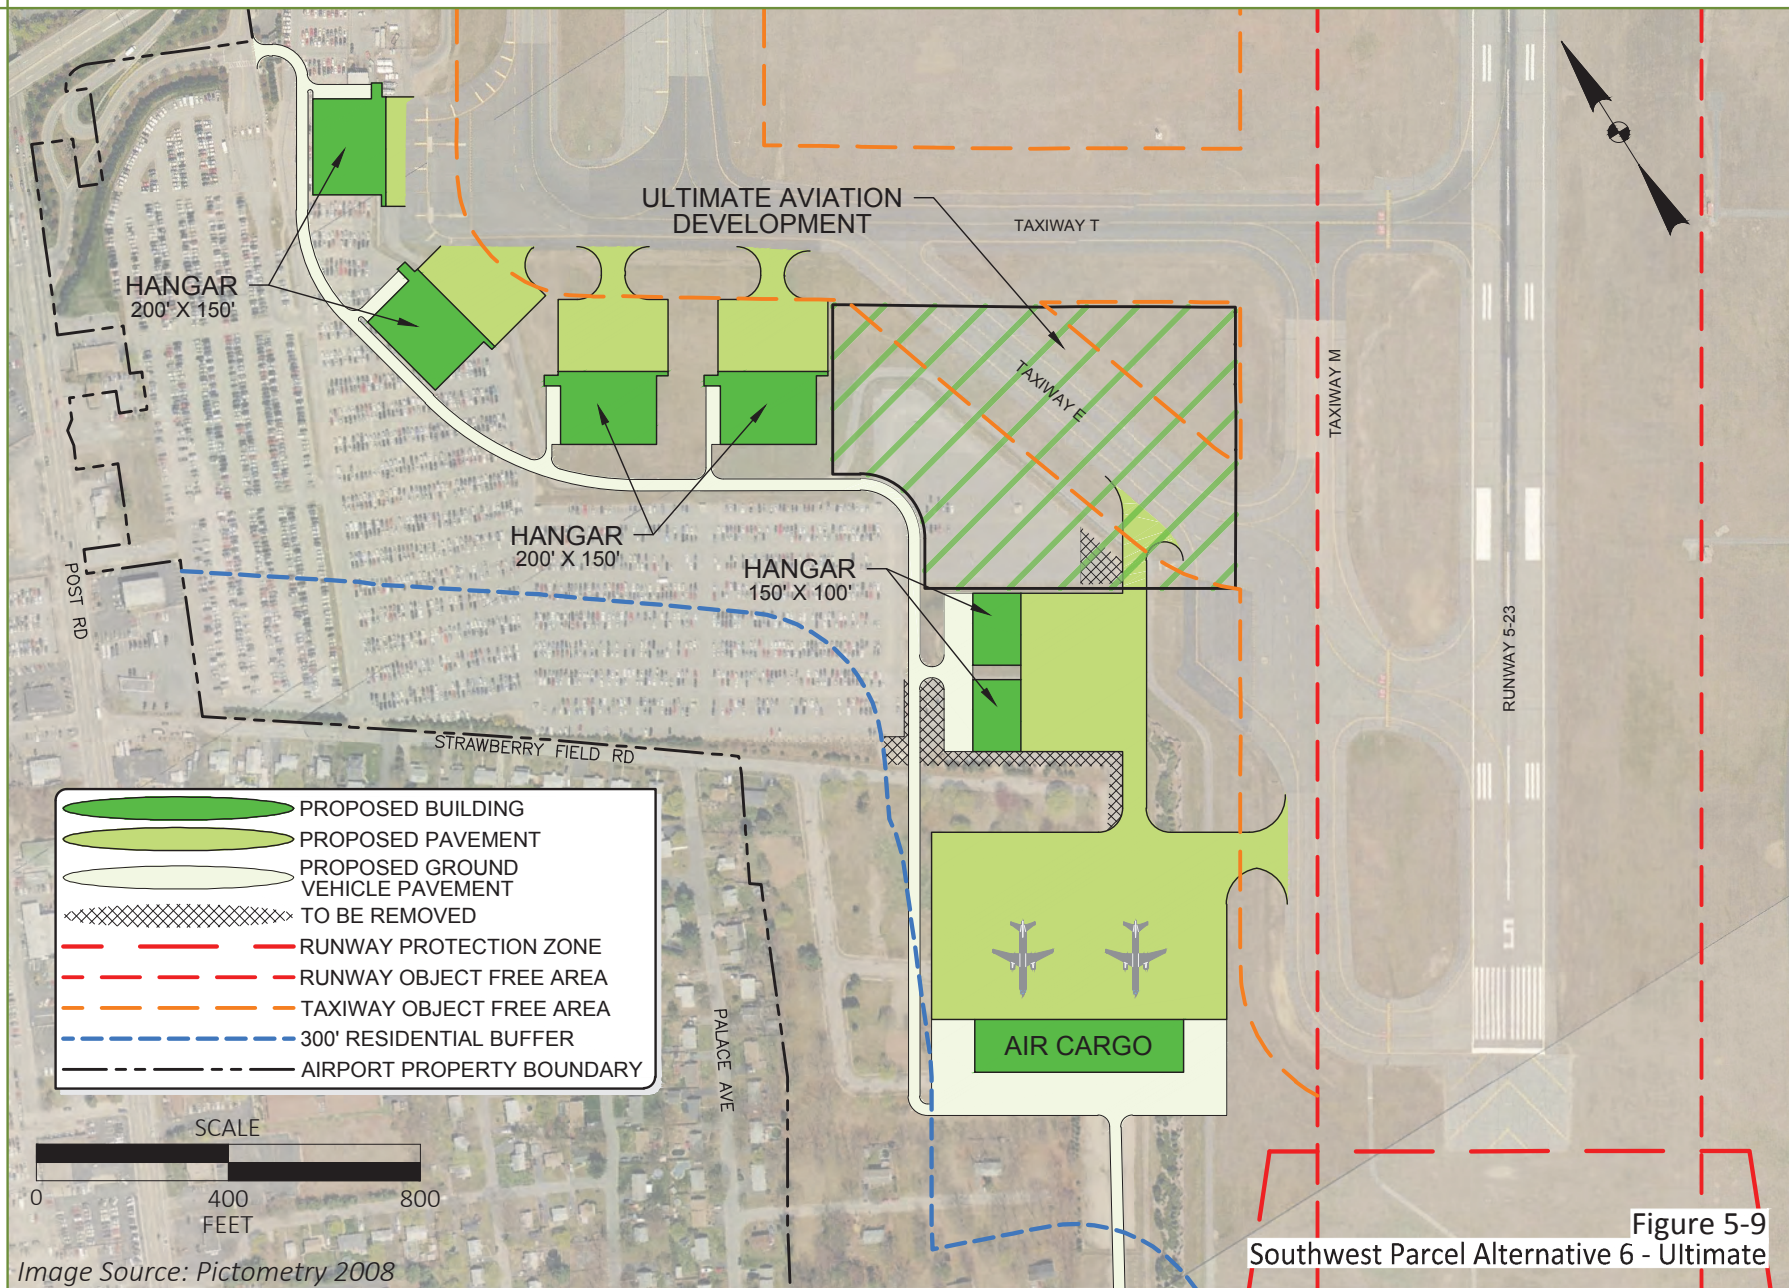 ULTIMATE AVIATION
DEVELOPMENT
TAXIWAY T
HANGAR
200' X 150'
TAXIWAY E
TAXIWAY M
HANGAR
200' X 150'
HANGAR
150' X 100'
POST RD
RUNWAY 5-23
STRAWBERRY FIELD RD
PROPOSED BUILDING
PROPOSED PAVEMENT
PROPOSED GROUND
VEHICLE PAVEMENT
TO BE REMOVED
RUNWAY PROTECTION ZONE
RUNWAY OBJECT FREE AREA
TAXIWAY OBJECT FREE AREA
300' RESIDENTIAL BUFFER
AIRPORT PROPERTY BOUNDARY
5
PALACE AVE
AIR CARGO
SCALE
0 400 800
FEET
Figure 5-9
Southwest Parcel Alternative 6 - Ultimate
Image Source: Pictometry 2008